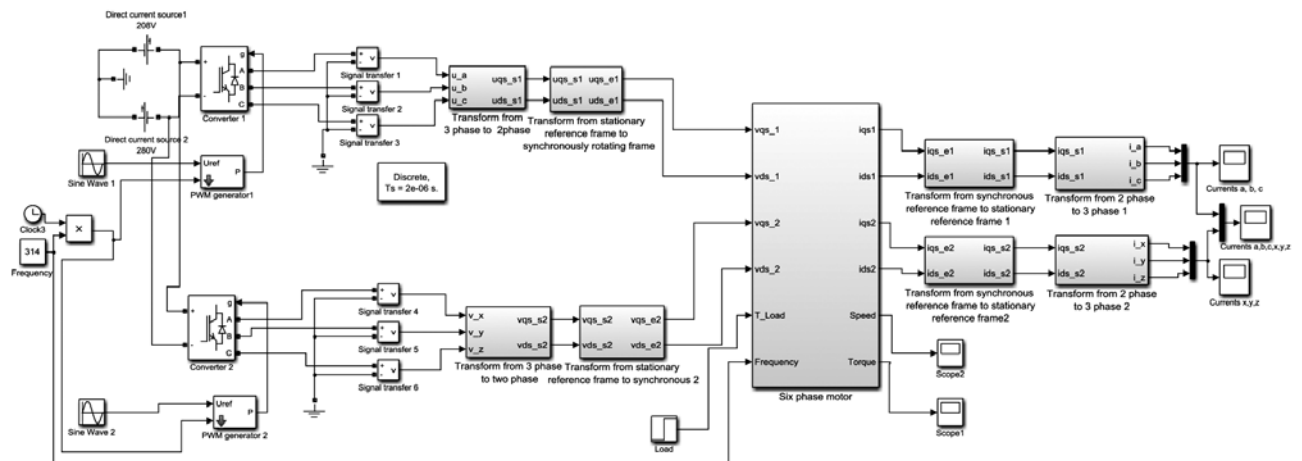 Direct current source1
208V
Direct current source 2
280V
+
-
g
A
B
C
Converter 1
+
-
v
Signal transfer 1
+
-
v
Signal transfer 2
+
-
v
Signal transfer 3
u_a
u_b
u_c
uqs_s1
uds_s1
Transform from
3 phase to 2phase
uqs_s1
uds_s1
uqs_e1
uds_e1
Transform from stationary
reference frame to
synchronously rotating frame
Sine Wave 1
Uref
P
PWM generator1
Discrete,
Ts = 2e-06 s.
Clock3
×
314
Frequency
+
-
g
A
B
C
Converter 2
+
-
v
Signal transfer 4
+
-
v
Signal transfer 5
+
-
v
Signal transfer 6
v_x
v_y
v_z
vqs_s2
vds_s2
Transform from 3 phase
to two phase
vqs_s2
vds_s2
vqs_e2
vds_e2
Transform from stationary
reference frame to synchronous 2
Sine Wave 2
Uref
P
PWM generator 2
Load
vqs_1
vds_1
vqs_2
vds_2
T_Load
Frequency
iqs1
ids1
iqs2
ids2
Speed
Torque
Six phase motor
iqs_e1
ids_e1
iqs_s1
ids_s1
Transform from synchronous
reference frame to stationary
reference frame 1
iqs_s1
ids_s1
i_a
i_b
i_c
Transform from 2 phase
to 3 phase 1
Currents a, b, c
iqs_e2
ids_e2
iqs_s2
ids_s2
Transform from synchronous
reference frame to stationary
reference frame2
iqs_s2
ids_s2
i_x
i_y
i_z
Transform from 2 phase
to 3 phase 2
Currents a,b,c,x,y,z
Currents x,y,z
Scope2
Scope1